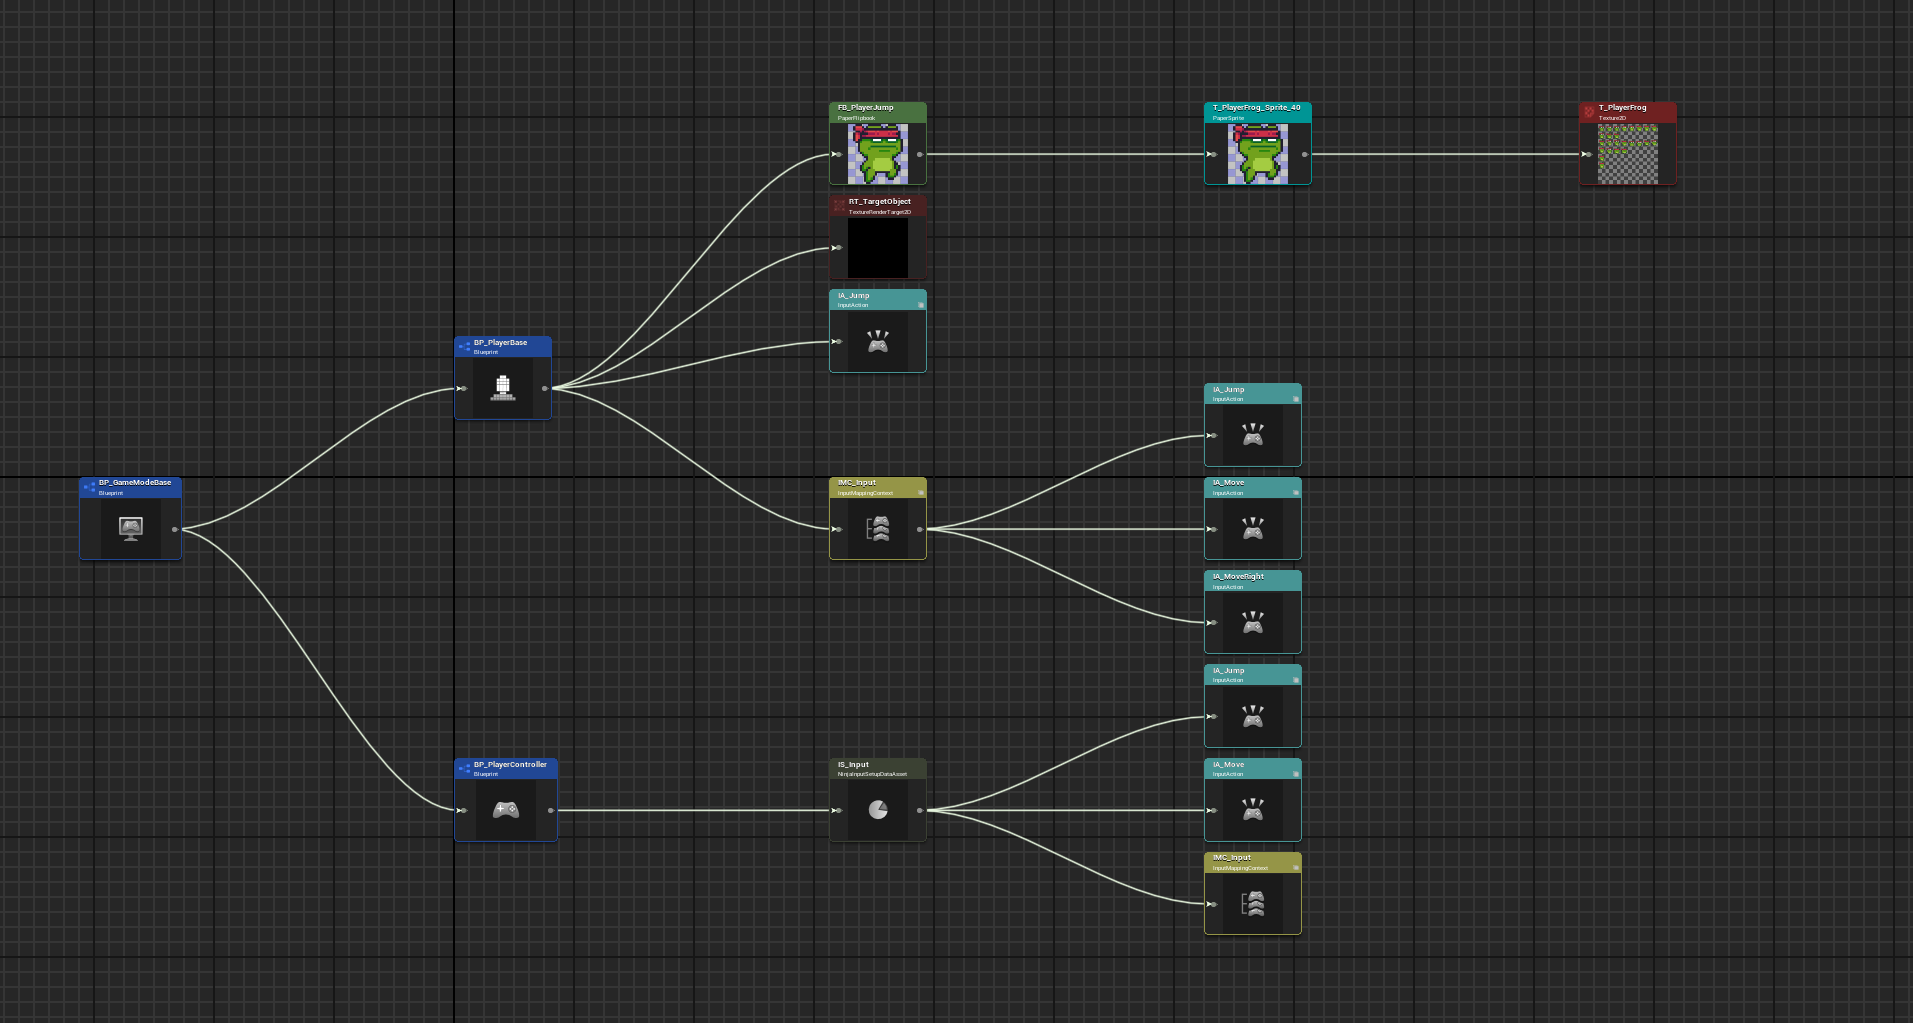 FB_PlayerJump
PaperFlipbook
T_PlayerFrog_Sprite_40
PaperSprite
T_PlayerFrog
Texture2D
RT_TargetObject
TextureRenderTarget2D
IA_Jump
InputAction
BP_PlayerBase
Blueprint
IA_Jump
InputAction
BP_GameModeBase
Blueprint
IMC_Input
InputMappingContext
IA_Move
InputAction
IA_MoveRight
InputAction
IA_Jump
InputAction
BP_PlayerController
Blueprint
IS_Input
NinjaInputSetupDataAsset
IA_Move
InputAction
IMC_Input
InputMappingContext